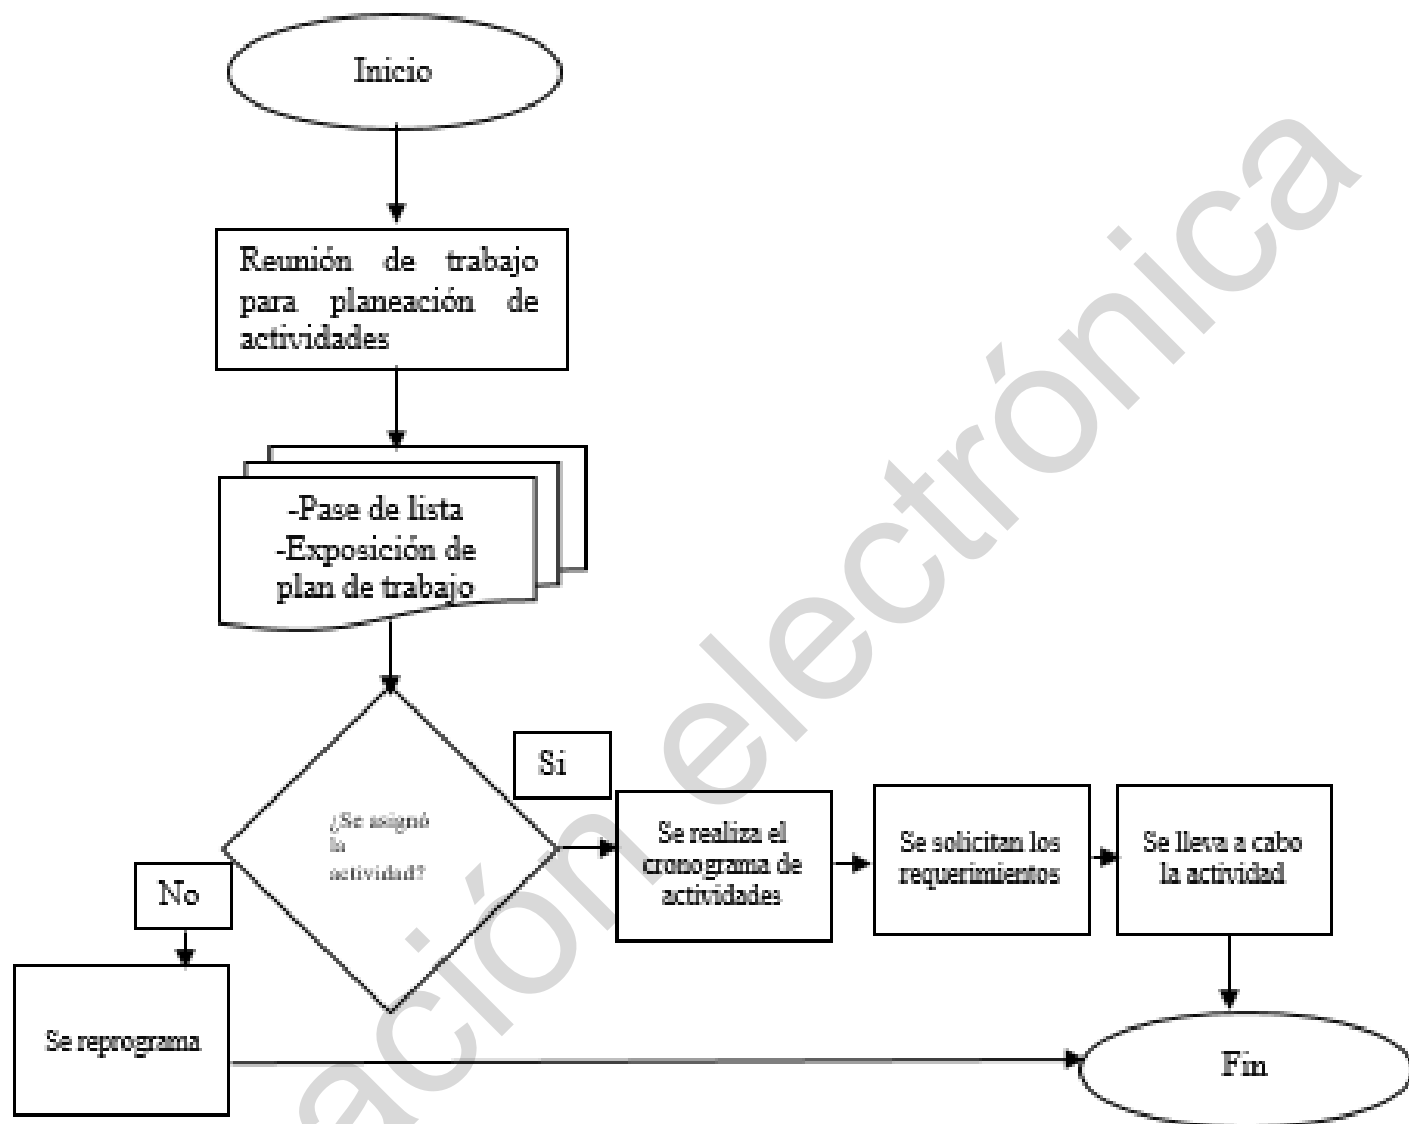 Inicio
Reunión de trabajo
para planeación de
actividades
-Pase de lista
-Exposición de
plan de trabajo
¿Se asignó
la
actividad?
Si
No
Se realiza el
cronograma de
actividades
Se solicitan los
requerimientos
Se lleva a cabo
la actividad
Se reprograma
Fin
ación electrónica